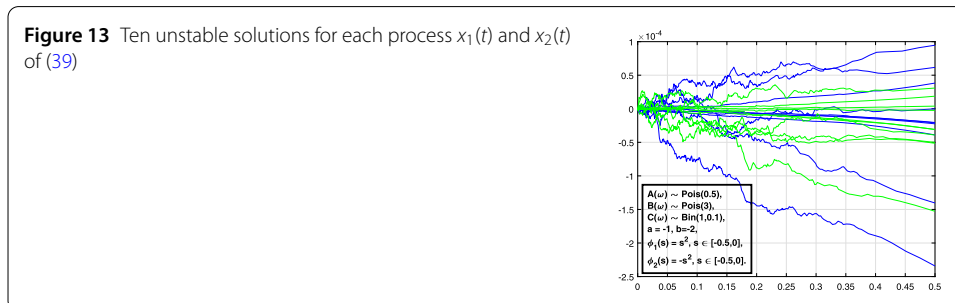 Figure 13 Ten unstable solutions for each process x₁(t) and x₂(t)
of (39)
×10⁻⁴
1
0.5
0
-0.5
-1
-1.5
-2
-2.5
A(ω) ~ Pois(0.5),
B(ω) ~ Pois(3),
C(ω) ~ Bin(1,0.1),
a = -1, b=-2,
ϕ₁(s) = s², s ∈ [-0.5,0],
ϕ₂(s) = -s², s ∈ [-0.5,0].
0 0.05 0.1 0.15 0.2 0.25 0.3 0.35 0.4 0.45 0.5